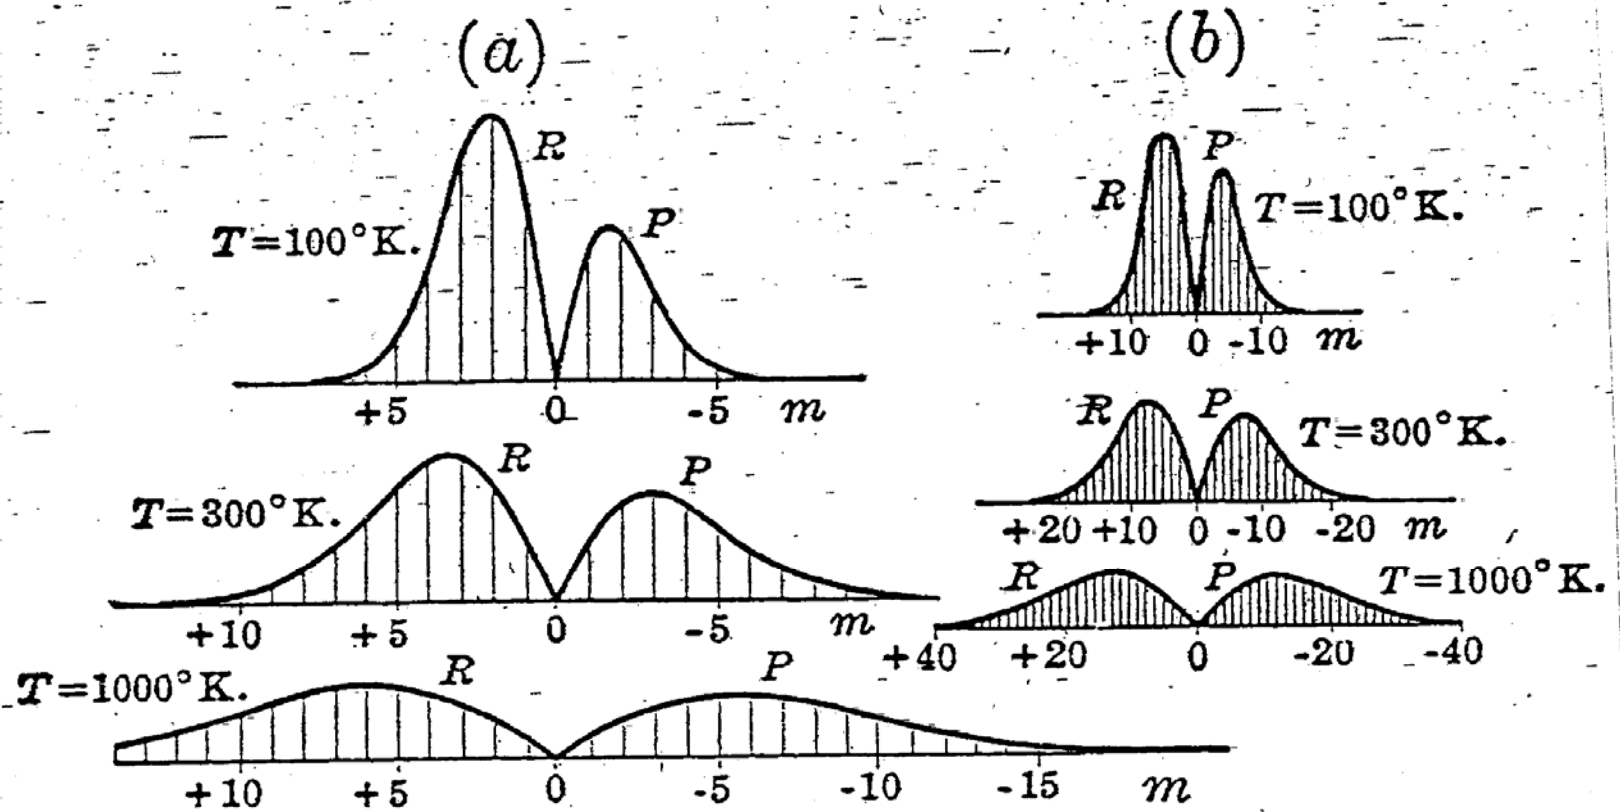 (a)
R
P
T=100°K.
+5 0 -5 m
R
P
T=300°K.
+10 +5 0 -5 m
T=1000°K.
R
P
+10 +5 0 -5 -10 -15 m
(b)
R
P
T=100°K.
+10 0 -10 m
R
P
T=300°K.
+20 +10 0 -10 -20 m
R
P
T=1000°K.
+40 +20 0 -20 -40